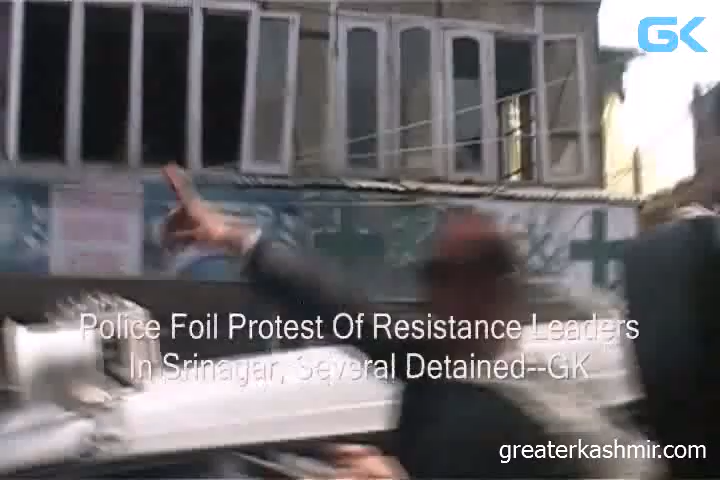 GK
Police Foil Protest Of Resistance Leaders
In Srinagar, Several Detained--GK
greaterkashmir.com